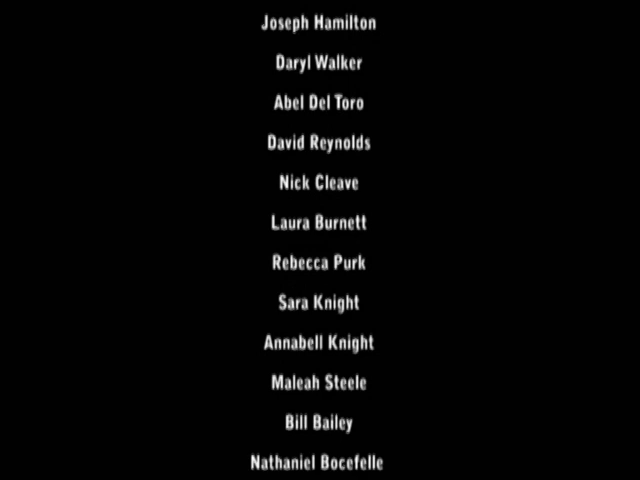 Joseph Hamilton
Daryl Walker
Abel Del Toro
David Reynolds
Nick Cleave
Laura Burnett
Rebecca Purk
Sara Knight
Annabell Knight
Maleah Steele
Bill Bailey
Nathaniel Bocefelle